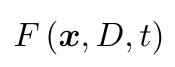 F (x, D, t)